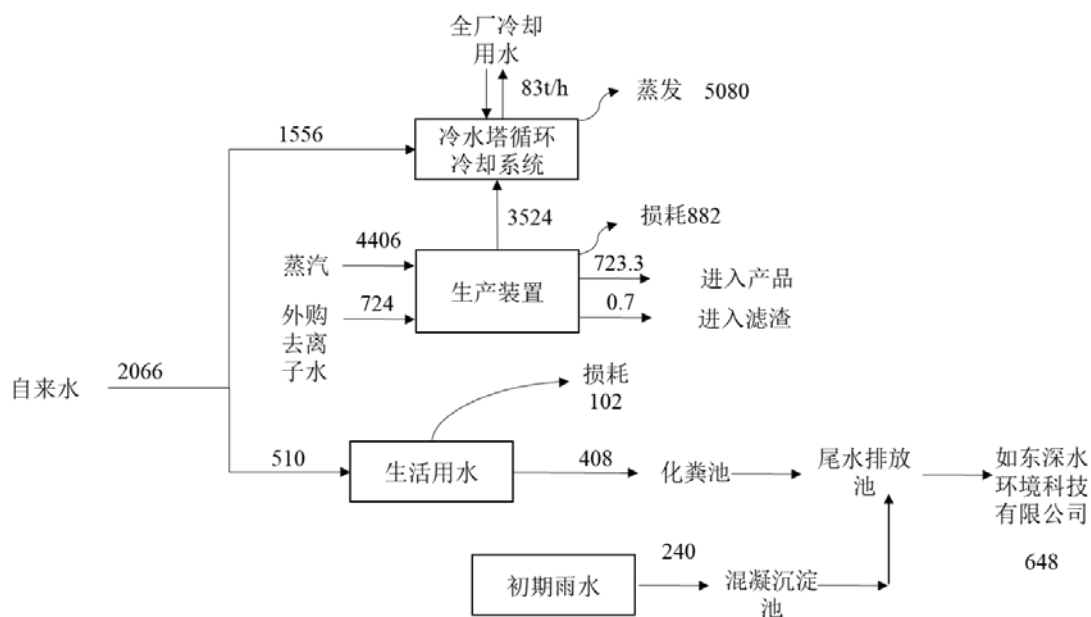 全厂冷却
用水
83t/h
蒸发 5080
1556
冷水塔循环
冷却系统
3524
损耗882
4406
蒸汽
723.3
进入产品
生产装置
724
0.7
进入滤渣
外购
去离
子水
自来水
2066
损耗
102
510
生活用水
408
化粪池
尾水排放
池
如东深水
环境科技
有限公司
648
240
初期雨水
混凝沉淀
池